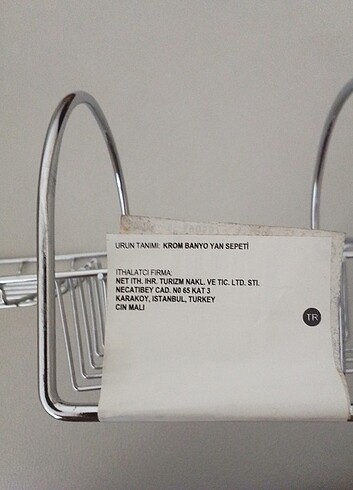 URUN TANIMI: KROM BANYO YAN SEPETİ
ITHALATCI FIRMA:
NET ITH. IHR. TURIZM NAKL. VE TIC. LTD. STI.
NECATIBEY CAD. N0 65 KAT 3
KARAKOY, ISTANBUL, TURKEY
CIN MALI
TR